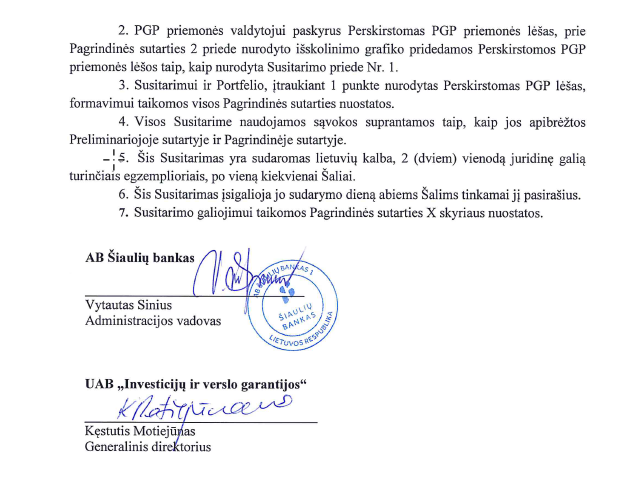 2. PGP priemonės valdytojui paskyrus Perskirstomas PGP priemonės lėšas, prie
Pagrindinės sutarties 2 priede nurodyto išskolinimo grafiko pridedamos Perskirstomos PGP
priemonės lėšos taip, kaip nurodyta Susitarimo priede Nr. 1.
3. Susitarimui ir Portfelio, įtraukiant 1 punkte nurodytas Perskirstomas PGP lėšas,
formavimui taikomos visos Pagrindinės sutarties nuostatos.
4. Visos Susitarime naudojamos sąvokos suprantamos taip, kaip jos apibrėžtos
Preliminariojoje sutartyje ir Pagrindinėje sutartyje.
5. Šis Susitarimas yra sudaromas lietuvių kalba, 2 (dviem) vienodą juridinę galią
turinčiais egzemplioriais, po vieną kiekvienai Šaliai.
6. Šis Susitarimas įsigalioja jo sudarymo dieną abiems Šalims tinkamai jį pasirašius.
7. Susitarimo galiojimui taikomos Pagrindinės sutarties X skyriaus nuostatos.
AB Šiaulių bankas
AB ŠIAULIŲ BANKAS 1
ŠIAULIŲ
BANKAS
LIETUVOS RESPUBLIKA
Vytautas Sinius
Administracijos vadovas
UAB „Investicijų ir verslo garantijos“
Kęstutis Motiejūnas
Generalinis direktorius